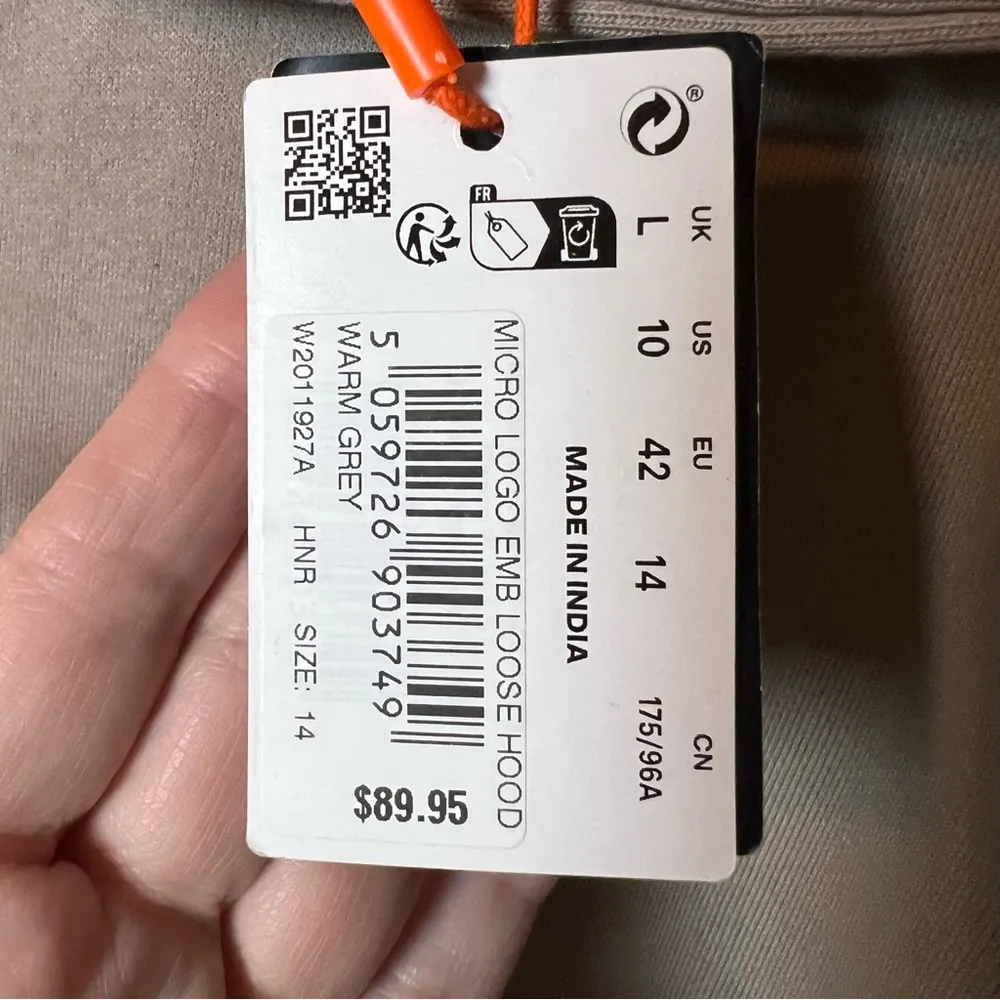 ®
UK US EU CN
L 10 42 14 175/96A
MADE IN INDIA
FR
MICRO LOGO EMB LOOSE HOOD
5 059726 903749
$89.95
WARM GREY
W2011927A HNR SIZE: 14